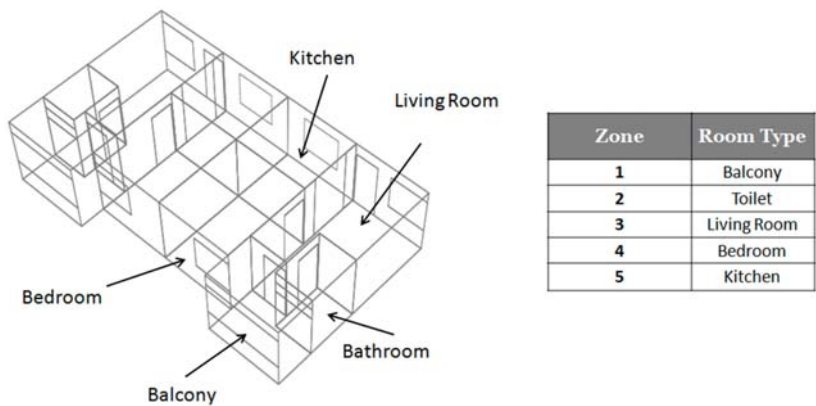 Kitchen
Living Room
Bedroom
Bathroom
Balcony
Zone Room Type
1 Balcony
2 Toilet
3 Living Room
4 Bedroom
5 Kitchen